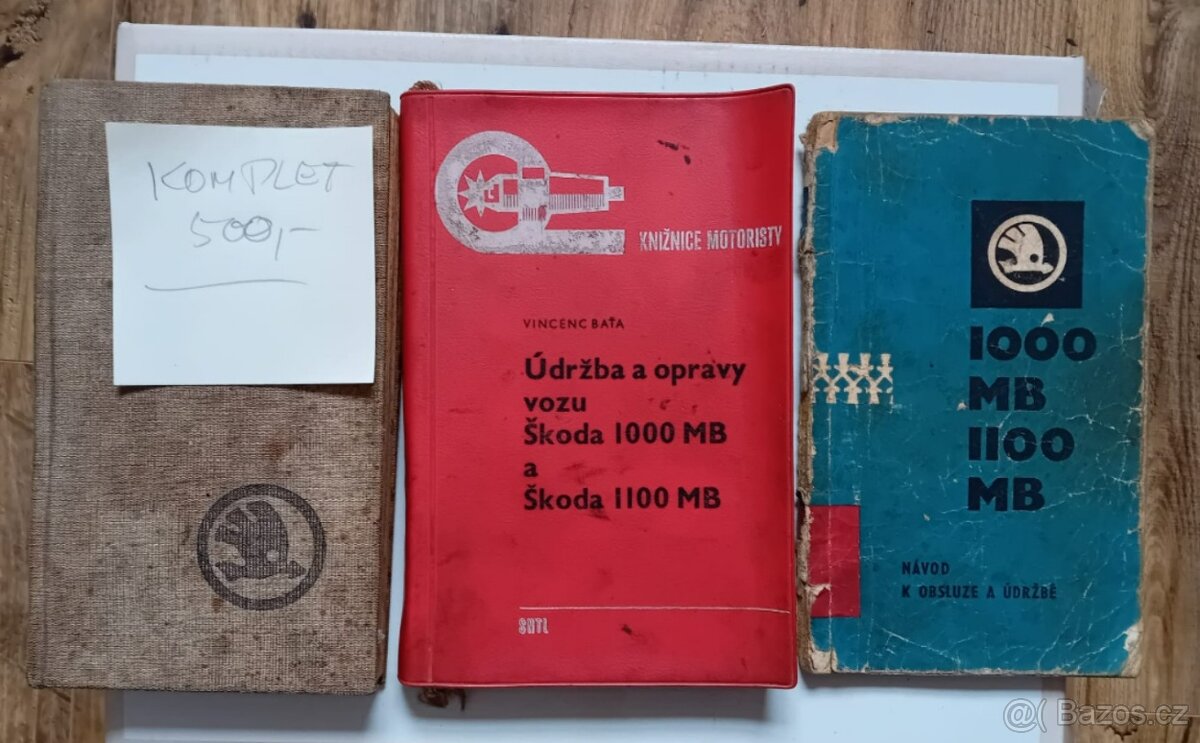 KOMPLET
500,-
KNIŽNICE MOTORISTY
VINCENC BAŤA
Údržba a opravy
vozu
Škoda 1000 MB
a
Škoda 1100 MB
SNTL
1000
MB
1100
MB
NÁVOD
K OBSLUZE A ÚDRŽBĚ
@( Bazos.cz